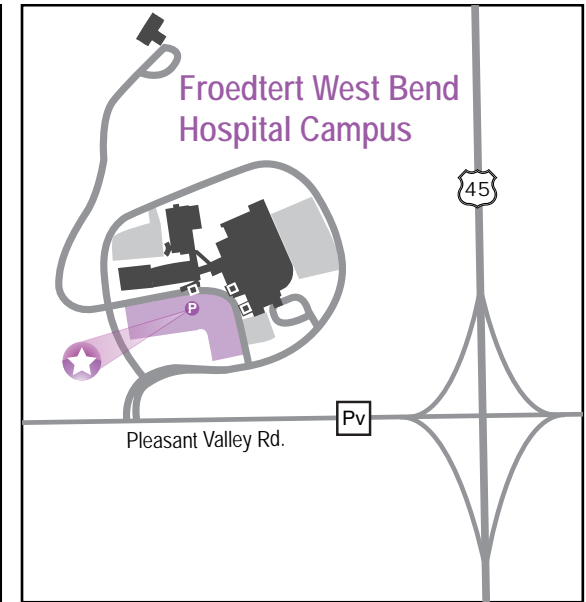 Froedtert West Bend
Hospital Campus
45
P
Pv
Pleasant Valley Rd.